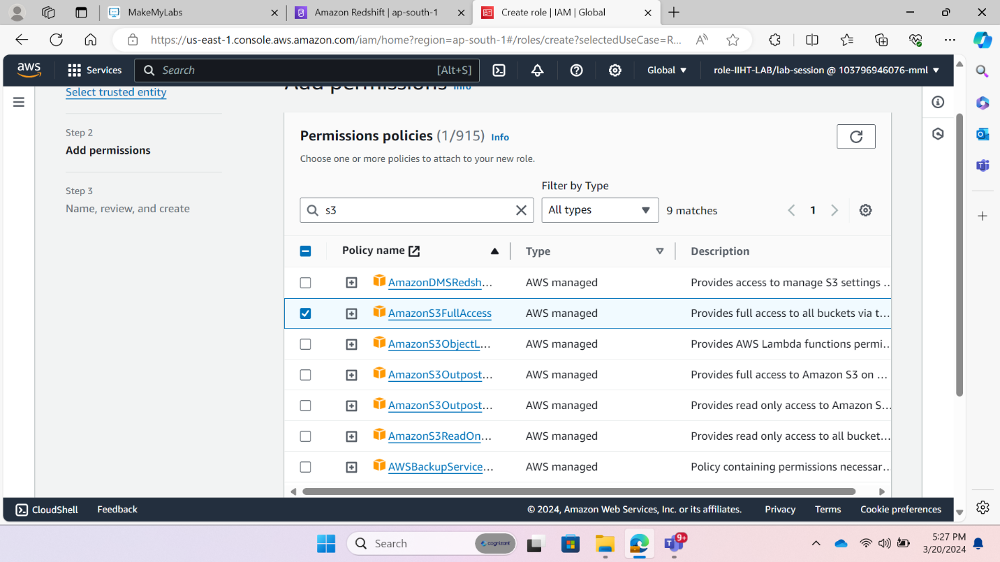 MakeMyLabs
Amazon Redshift | ap-south-1
Create role | IAM | Global
https://us-east-1.console.aws.amazon.com/iam/home?region=ap-south-1#/roles/create?selectedUseCase=R...
aws
Services
Search
[Alt+S]
Global
role-IIHT-LAB/lab-session @ 103796946076-mml
Select trusted entity
Step 2
Add permissions
Step 3
Name, review, and create
Add permissions Info
Permissions policies (1/915) Info
Choose one or more policies to attach to your new role.
Filter by Type
s3
All types
9 matches
1
Policy name
Type
Description
AmazonDMSRedsh...
AWS managed
Provides access to manage S3 settings ...
AmazonS3FullAccess
AWS managed
Provides full access to all buckets via t...
AmazonS3ObjectL...
AWS managed
Provides AWS Lambda functions permi...
AmazonS3Outpost...
AWS managed
Provides full access to Amazon S3 on ...
AmazonS3Outpost...
AWS managed
Provides read only access to Amazon S...
AmazonS3ReadOn...
AWS managed
Provides read only access to all bucket...
AWSBackupService...
AWS managed
Policy containing permissions necessar...
CloudShell
Feedback
© 2024, Amazon Web Services, Inc. or its affiliates.
Privacy
Terms
Cookie preferences
Search
cognizant
9+
5:27 PM
3/20/2024